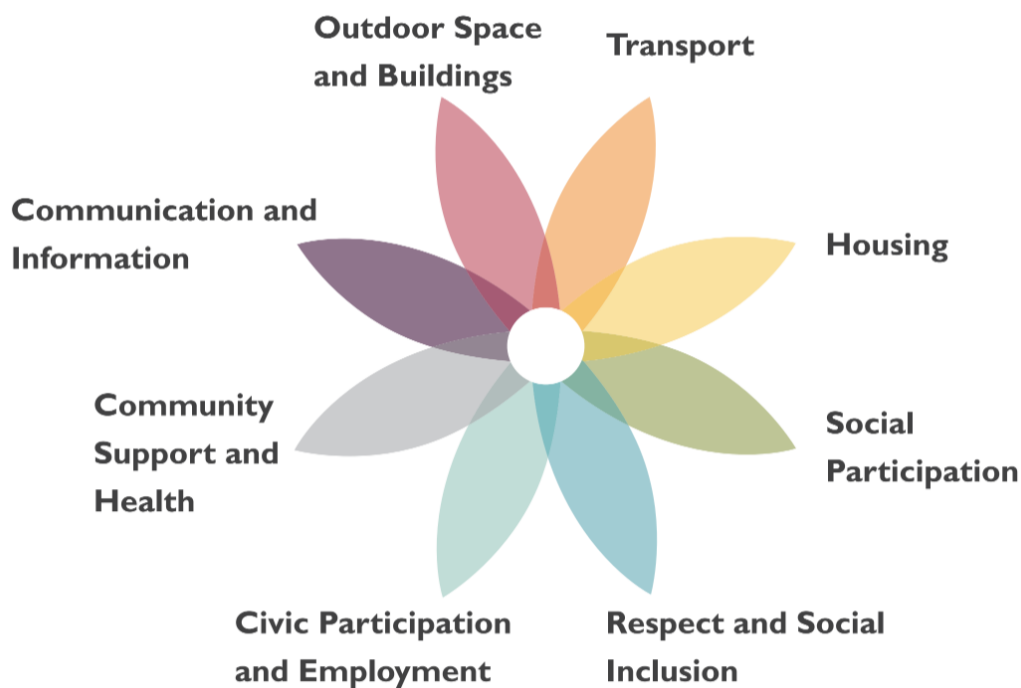 Outdoor Space
and Buildings
Transport
Housing
Social
Participation
Respect and Social
Inclusion
Civic Participation
and Employment
Community
Support and
Health
Communication and
Information